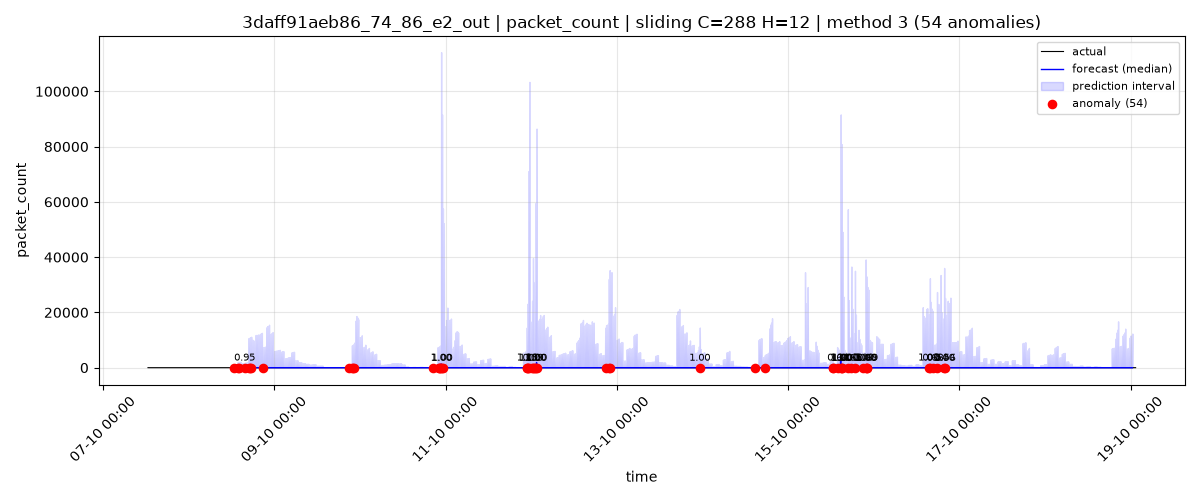 3daff91aeb86_74_86_e2_out | packet_count | sliding C=288 H=12 | method 3 (54 anomalies)
actual
forecast (median)
prediction interval
anomaly (54)
packet_count
100000
80000
60000
40000
20000
0
0.95
1.00
1.00
07-10 00:00
09-10 00:00
11-10 00:00
13-10 00:00
15-10 00:00
17-10 00:00
19-10 00:00
time